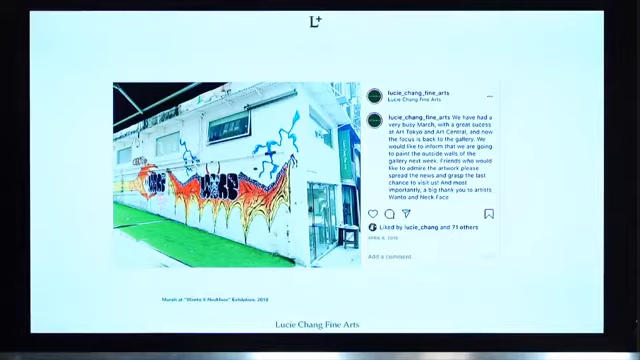 L+
lucie_chang_fine_arts
Lucie Chang Fine Arts
lucie_chang_fine_arts We have had a
very busy March, with a great success
at Art Tokyo and Art Central, and now
the focus is back to the gallery. We
would like to inform that we are going
to paint the outside walls of the
gallery next week. Friends who would
like to admire the artwork please
spread the news and grasp the last
chance to visit us! And most
importantly, a big thank you to artists
Wanto and Neck Face
Liked by lucie_chang and 71 others
Add a comment
Exhibition, 2019
Lucie Chang Fine Arts